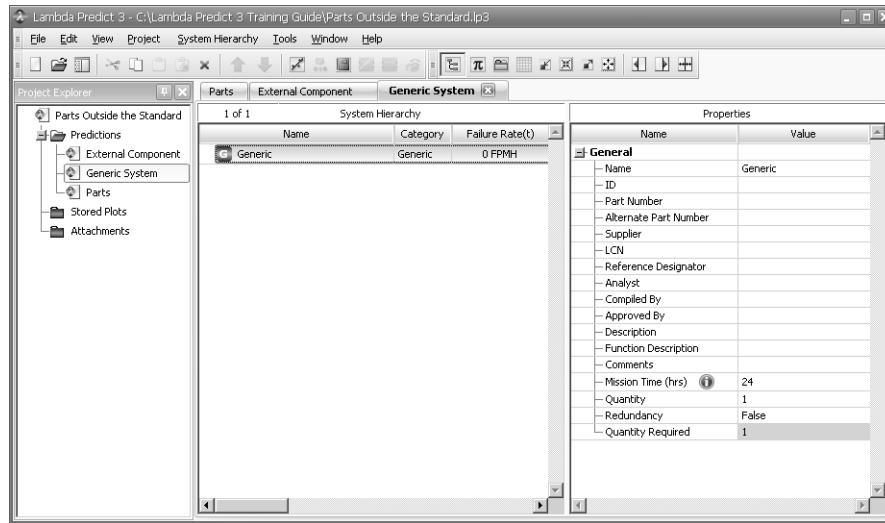 Lambda Predict 3 - C:\Lambda Predict 3 Training Guide\Parts Outside the Standard.lp3
File Edit View Project System Hierarchy Tools Window Help
Project Explorer
Parts Outside the Standard
Predictions
External Component
Generic System
Parts
Stored Plots
Attachments
Parts External Component Generic System
1 of 1 System Hierarchy
Name Category Failure Rate(t)
G Generic Generic 0 FPMH
Properties
Name Value
General
Name Generic
ID
Part Number
Alternate Part Number
Supplier
LCN
Reference Designator
Analyst
Compiled By
Approved By
Description
Function Description
Comments
Mission Time (hrs) 24
Quantity 1
Redundancy False
Quantity Required 1